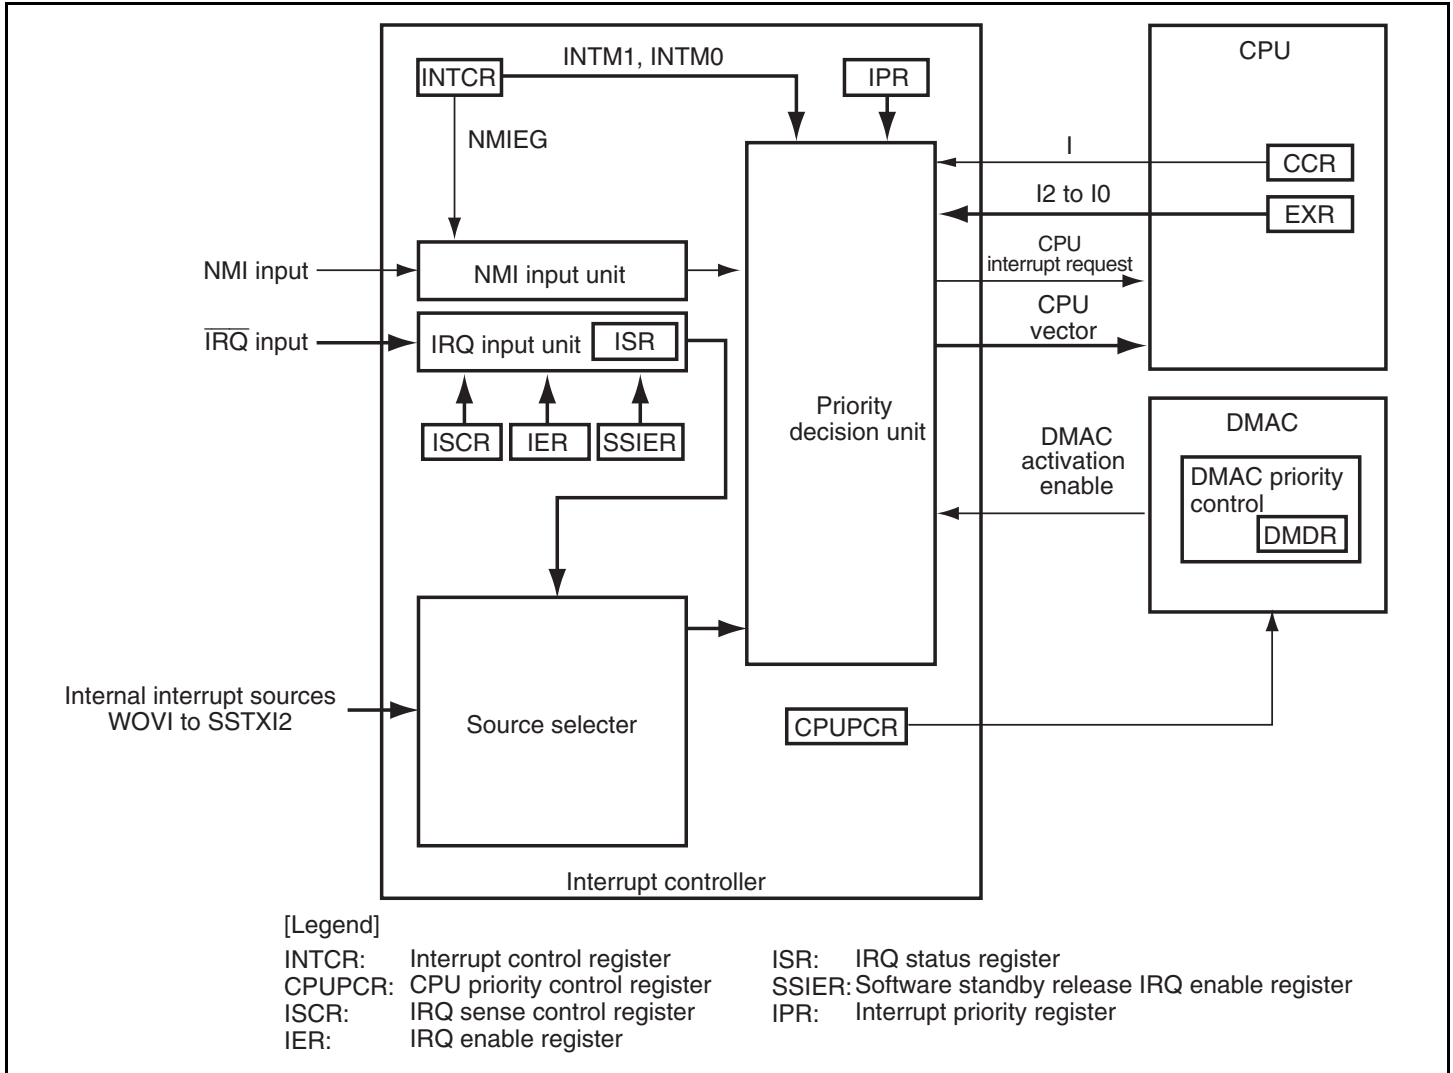 INTCR
INTM1, INTM0
IPR
CPU
NMIEG
I
CCR
I2 to I0
EXR
NMI input
NMI input unit
CPU
interrupt request
CPU
vector
IRQ input
IRQ input unit
ISR
ISCR
IER
SSIER
Priority
decision unit
DMAC
activation
enable
DMAC
DMAC priority
control
DMDR
Internal interrupt sources
WOVI to SSTXI2
Source selecter
CPUPCR
Interrupt controller
[Legend]
INTCR: Interrupt control register
CPUPCR: CPU priority control register
ISCR: IRQ sense control register
IER: IRQ enable register
ISR: IRQ status register
SSIER: Software standby release IRQ enable register
IPR: Interrupt priority register